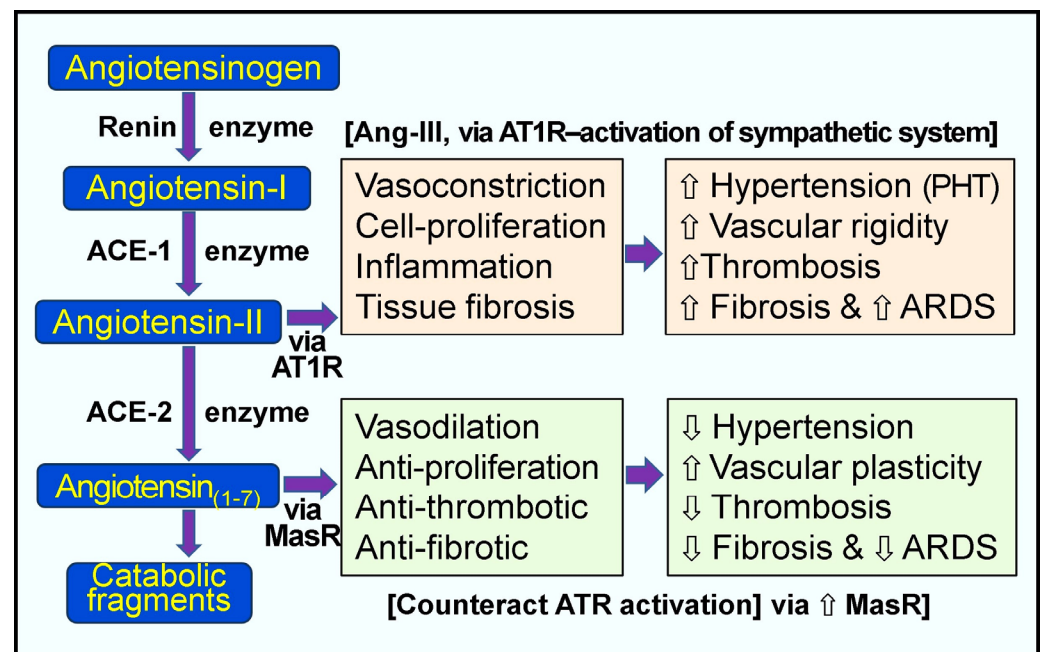 Angiotensinogen
Renin enzyme
[Ang-III, via AT1R–activation of sympathetic system]
Angiotensin-I
ACE-1 enzyme
Angiotensin-II
via
AT1R
Vasoconstriction
Cell-proliferation
Inflammation
Tissue fibrosis
⇧ Hypertension (PHT)
⇧ Vascular rigidity
⇧Thrombosis
⇧ Fibrosis & ⇧ ARDS
ACE-2 enzyme
Angiotensin(1-7)
via
MasR
Vasodilation
Anti-proliferation
Anti-thrombotic
Anti-fibrotic
⇩ Hypertension
⇧ Vascular plasticity
⇩ Thrombosis
⇩ Fibrosis & ⇩ ARDS
Catabolic
fragments
[Counteract ATR activation] via ⇧ MasR]